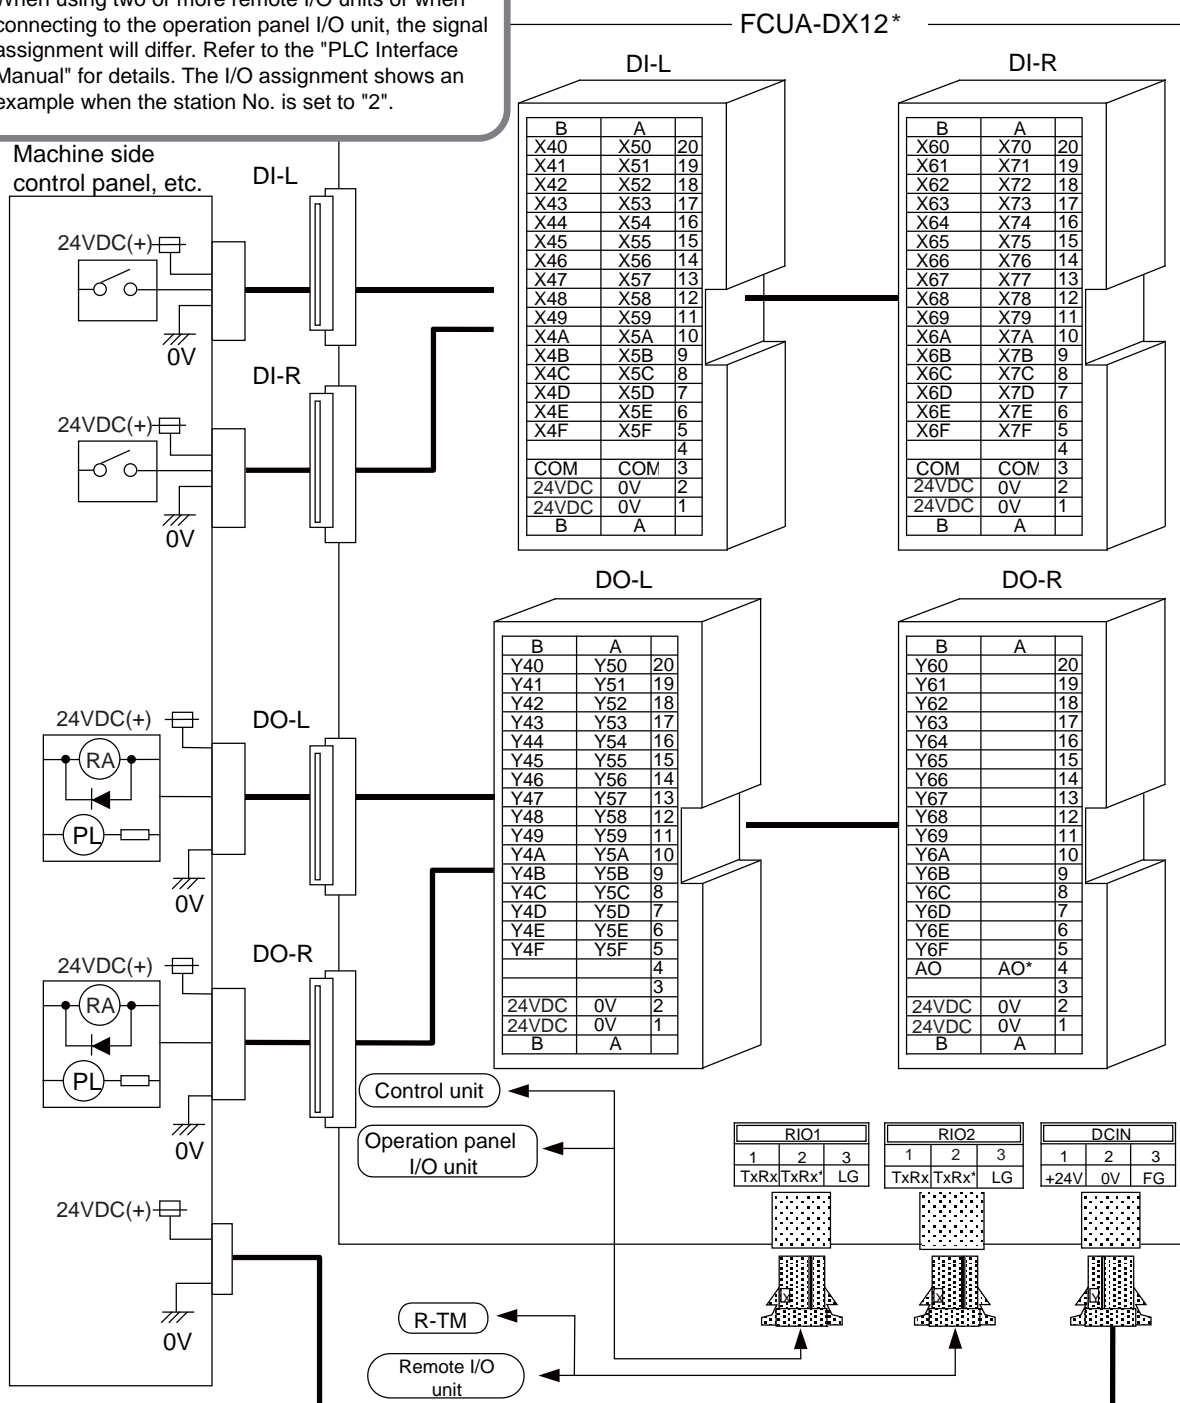 When using two or more remote I/O units or when
connecting to the operation panel I/O unit, the signal
assignment will differ. Refer to the "PLC Interface
Manual" for details. The I/O assignment shows an
example when the station No. is set to "2".
FCUA-DX12*
Machine side
control panel, etc.
DI-L
24VDC(+)
0V
DI-R
24VDC(+)
0V
DO-L
24VDC(+)
RA
PL
0V
DO-R
24VDC(+)
RA
PL
0V
24VDC(+)
0V
DI-L
B A
X40 X50 20
X41 X51 19
X42 X52 18
X43 X53 17
X44 X54 16
X45 X55 15
X46 X56 14
X47 X57 13
X48 X58 12
X49 X59 11
X4A X5A 10
X4B X5B 9
X4C X5C 8
X4D X5D 7
X4E X5E 6
X4F X5F 5
4
COM COM 3
24VDC 0V 2
24VDC 0V 1
B A
DI-R
B A
X60 X70 20
X61 X71 19
X62 X72 18
X63 X73 17
X64 X74 16
X65 X75 15
X66 X76 14
X67 X77 13
X68 X78 12
X69 X79 11
X6A X7A 10
X6B X7B 9
X6C X7C 8
X6D X7D 7
X6E X7E 6
X6F X7F 5
4
COM COM 3
24VDC 0V 2
24VDC 0V 1
B A
DO-L
B A
Y40 Y50 20
Y41 Y51 19
Y42 Y52 18
Y43 Y53 17
Y44 Y54 16
Y45 Y55 15
Y46 Y56 14
Y47 Y57 13
Y48 Y58 12
Y49 Y59 11
Y4A Y5A 10
Y4B Y5B 9
Y4C Y5C 8
Y4D Y5D 7
Y4E Y5E 6
Y4F Y5F 5
4
3
24VDC 0V 2
24VDC 0V 1
B A
DO-R
B A
Y60 20
Y61 19
Y62 18
Y63 17
Y64 16
Y65 15
Y66 14
Y67 13
Y68 12
Y69 11
Y6A 10
Y6B 9
Y6C 8
Y6D 7
Y6E 6
Y6F 5
AO AO* 4
3
24VDC 0V 2
24VDC 0V 1
B A
Control unit
Operation panel
I/O unit
RIO1
1 2 3
TxRx TxRx* LG
RIO2
1 2 3
TxRx TxRx* LG
DCIN
1 2 3
+24V 0V FG
R-TM
Remote I/O
unit